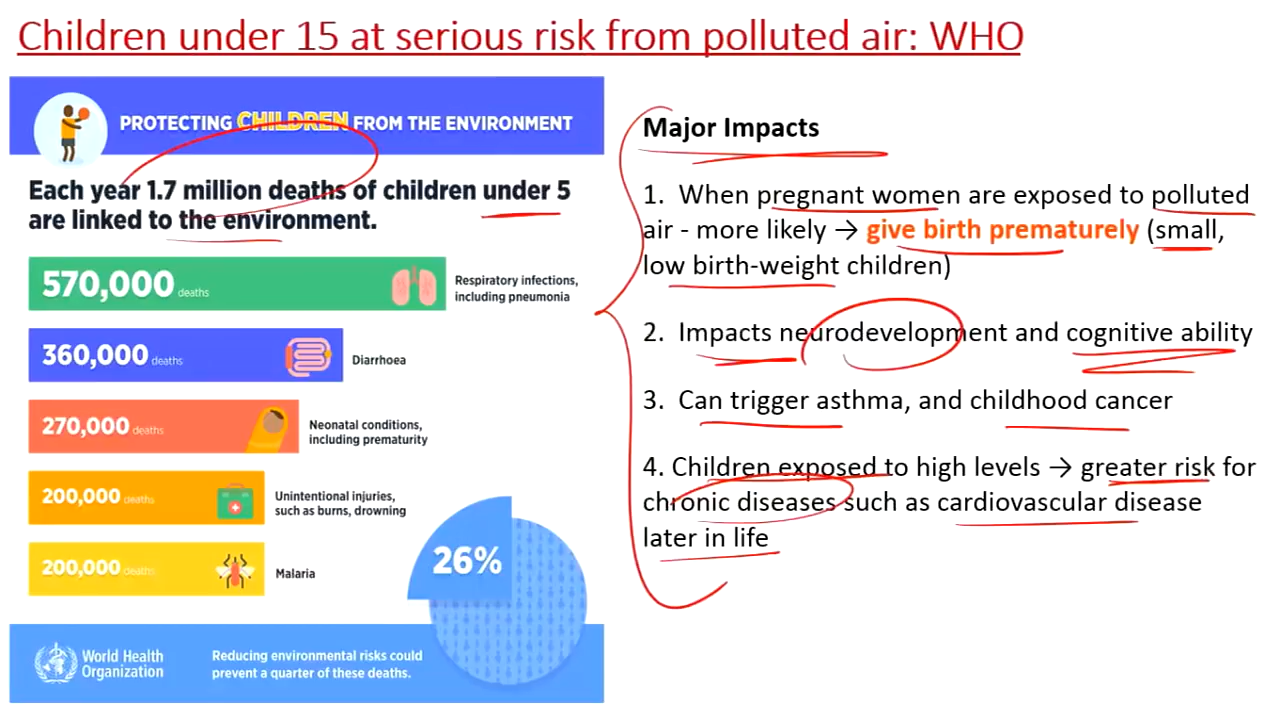 Children under 15 at serious risk from polluted air: WHO
PROTECTING CHILDREN FROM THE ENVIRONMENT
Each year 1.7 million deaths of children under 5
are linked to the environment.
570,000 deaths
Respiratory infections,
including pneumonia
360,000 deaths
Diarrhoea
270,000 deaths
Neonatal conditions,
including prematurity
200,000 deaths
Unintentional injuries,
such as burns, drowning
200,000 deaths
Malaria
26%
World Health
Organization
Reducing environmental risks could
prevent a quarter of these deaths.
Major Impacts
1. When pregnant women are exposed to polluted
air - more likely → give birth prematurely (small,
low birth-weight children)
2. Impacts neurodevelopment and cognitive ability
3. Can trigger asthma, and childhood cancer
4. Children exposed to high levels → greater risk for
chronic diseases such as cardiovascular disease
later in life